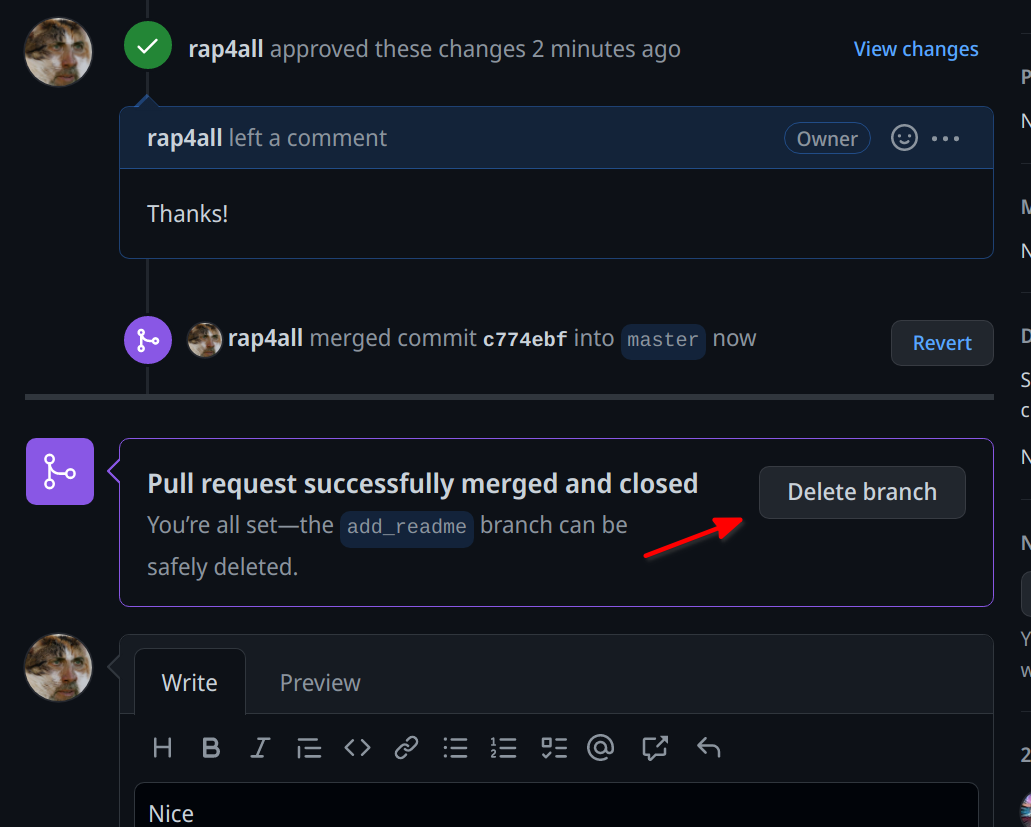 rap4all approved these changes 2 minutes ago View changes
rap4all left a comment Owner
Thanks!
rap4all merged commit c774ebf into master now Revert
Pull request successfully merged and closed Delete branch
You’re all set—the add_readme branch can be
safely deleted.
Write Preview
Nice